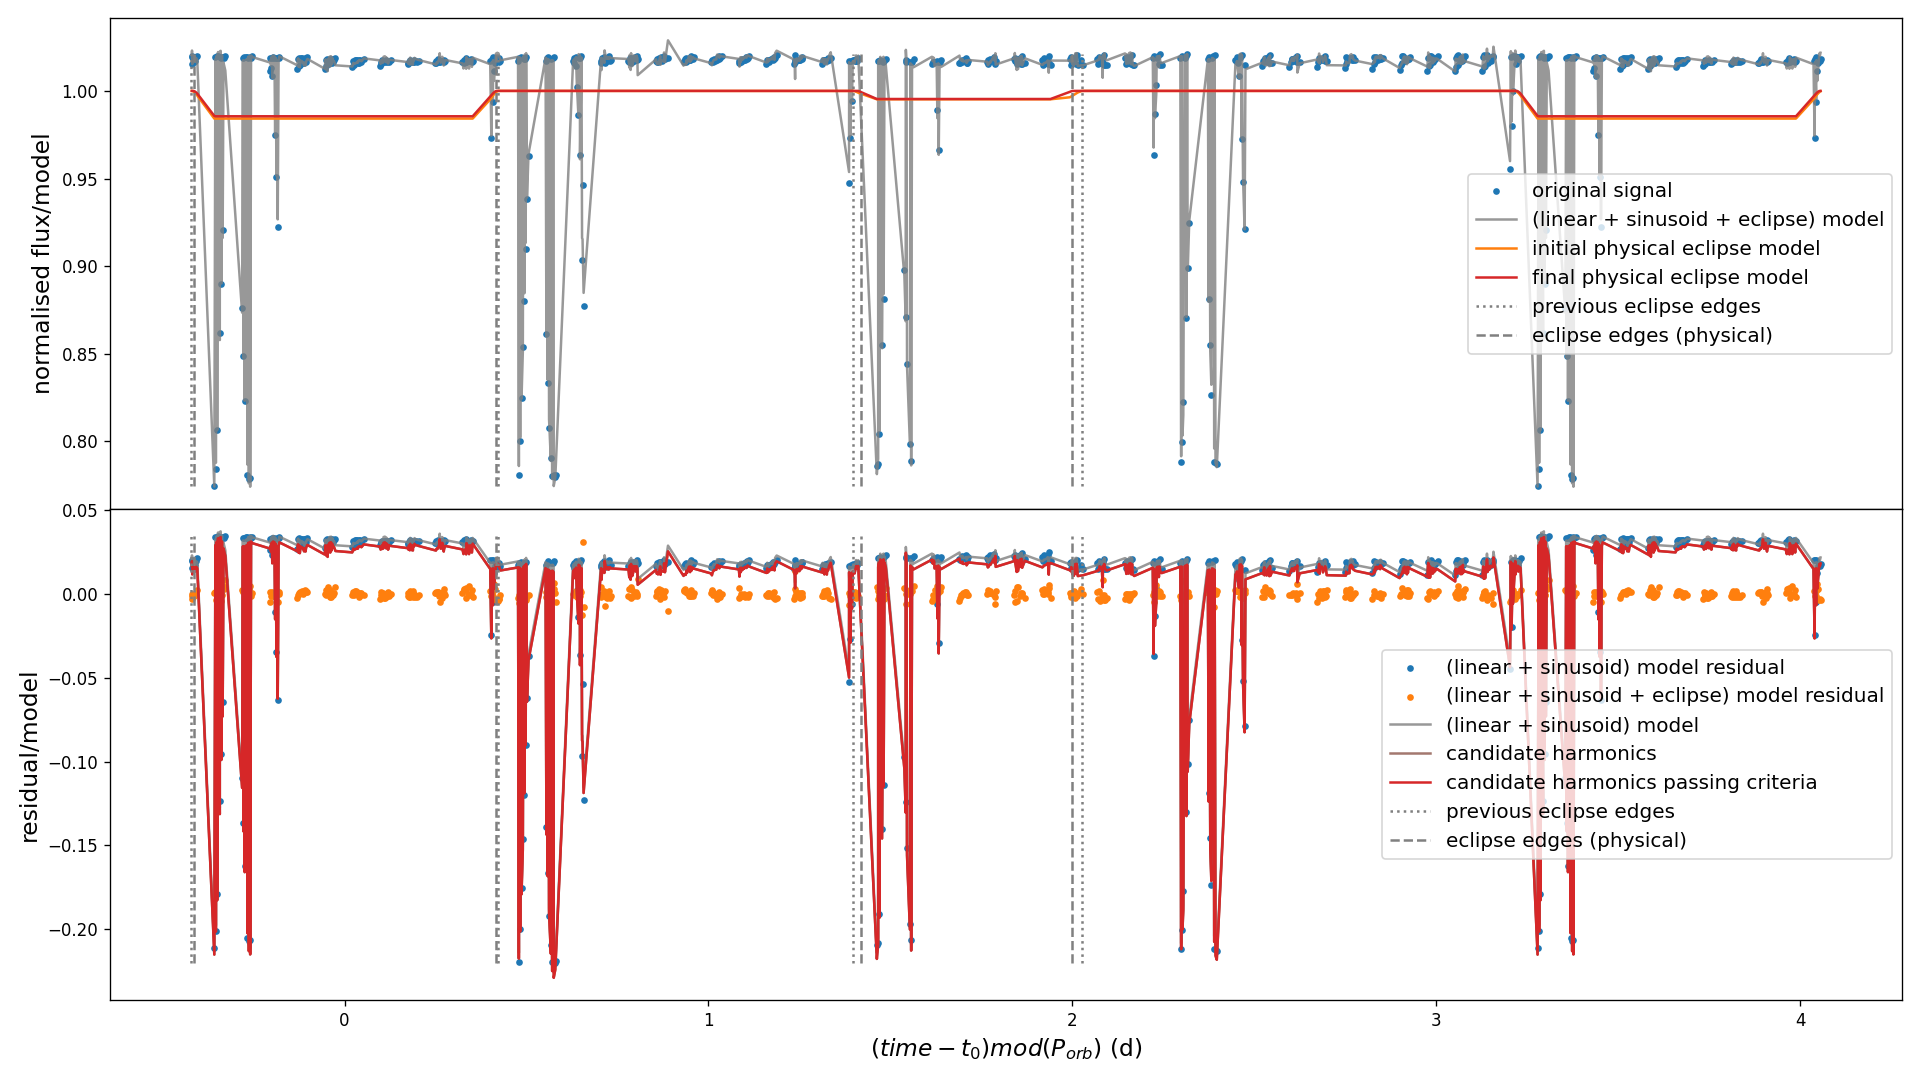 normalised flux/model
1.00
0.95
0.90
0.85
0.80
original signal
(linear + sinusoid + eclipse) model
initial physical eclipse model
final physical eclipse model
previous eclipse edges
eclipse edges (physical)
residual/model
0.05
0.00
−0.05
−0.10
−0.15
−0.20
(linear + sinusoid) model residual
(linear + sinusoid + eclipse) model residual
(linear + sinusoid) model
candidate harmonics
candidate harmonics passing criteria
previous eclipse edges
eclipse edges (physical)
0 1 2 3 4
(time − t₀)mod(P_orb) (d)